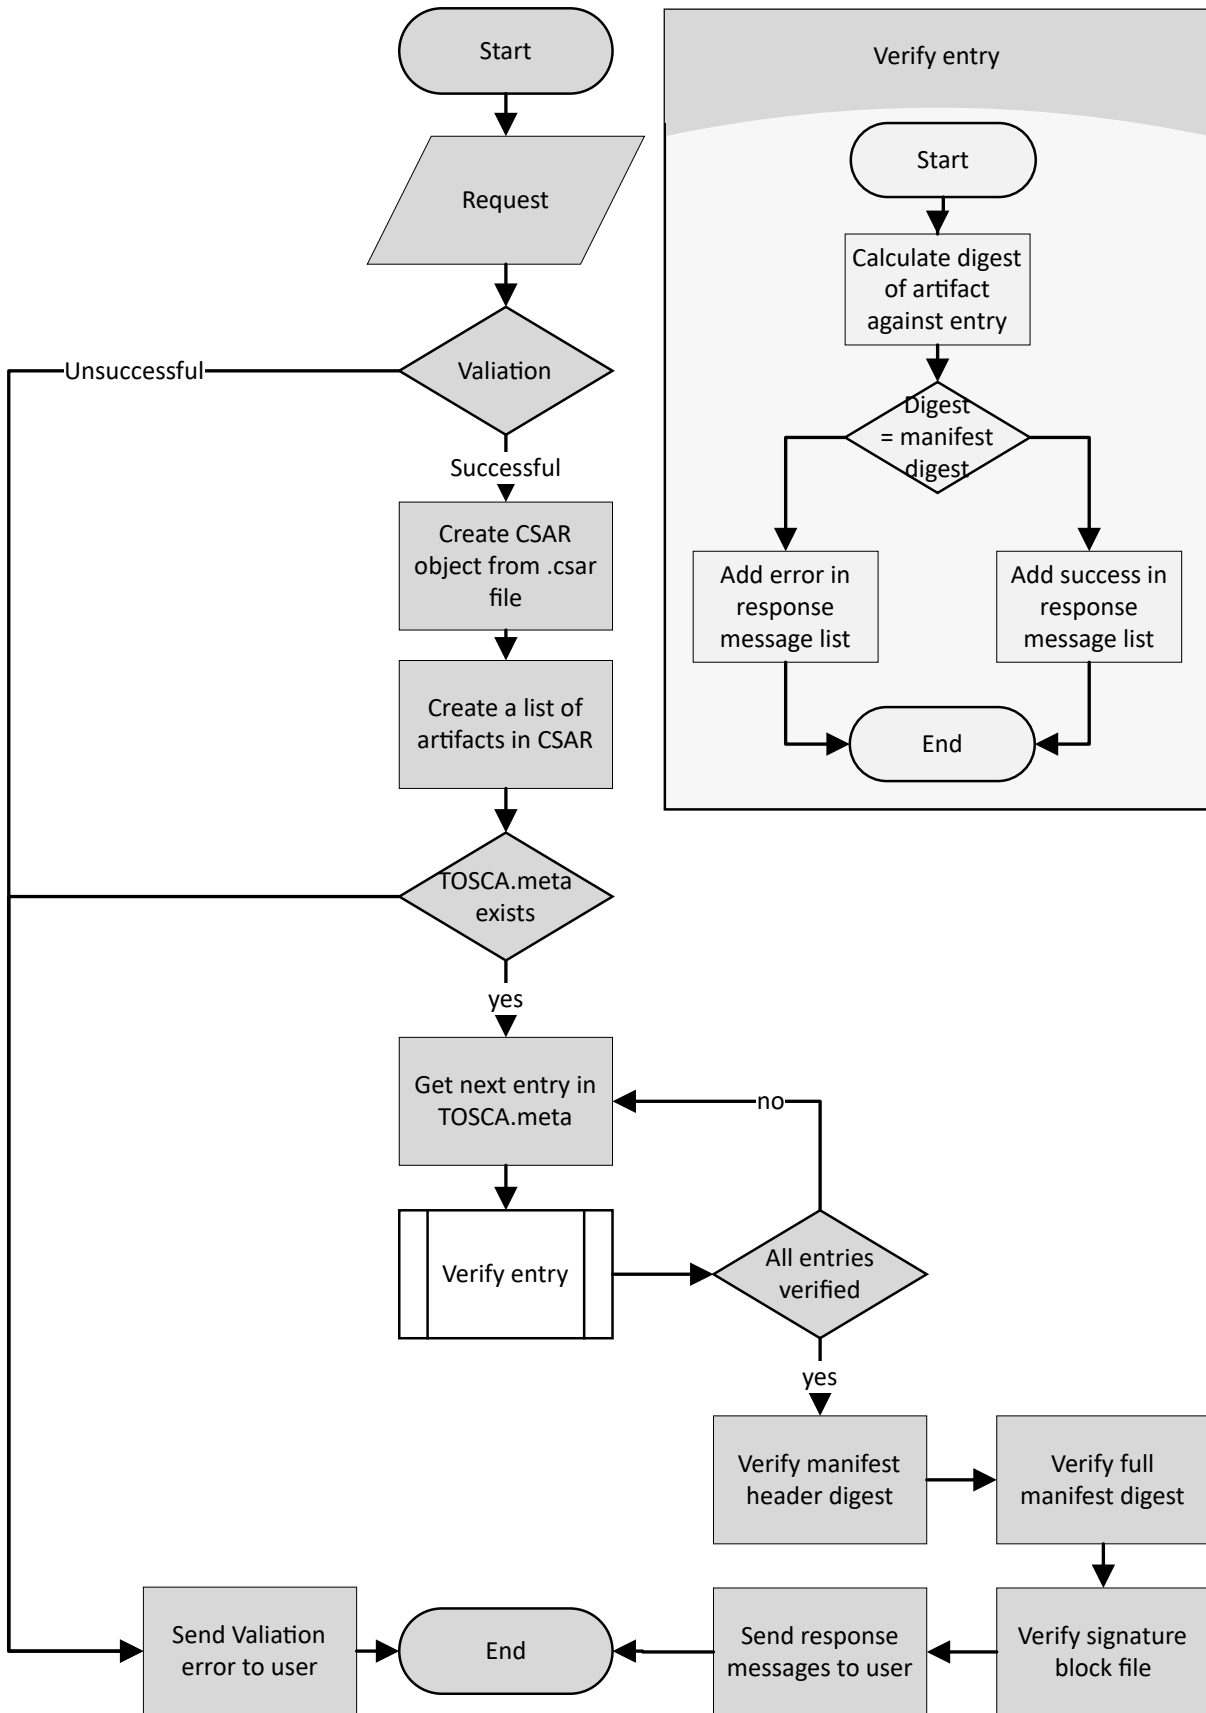 Start
Request
Unsuccessful
Valiation
Successful
Create CSAR
object from .csar
file
Create a list of
artifacts in CSAR
TOSCA.meta
exists
yes
Get next entry in
TOSCA.meta
no
Verify entry
All entries
verified
yes
Verify manifest
header digest
Verify full
manifest digest
Send Valiation
error to user
End
Send response
messages to user
Verify signature
block file
Verify entry
Start
Calculate digest
of artifact
against entry
Digest
= manifest
digest
Add error in
response
message list
Add success in
response
message list
End